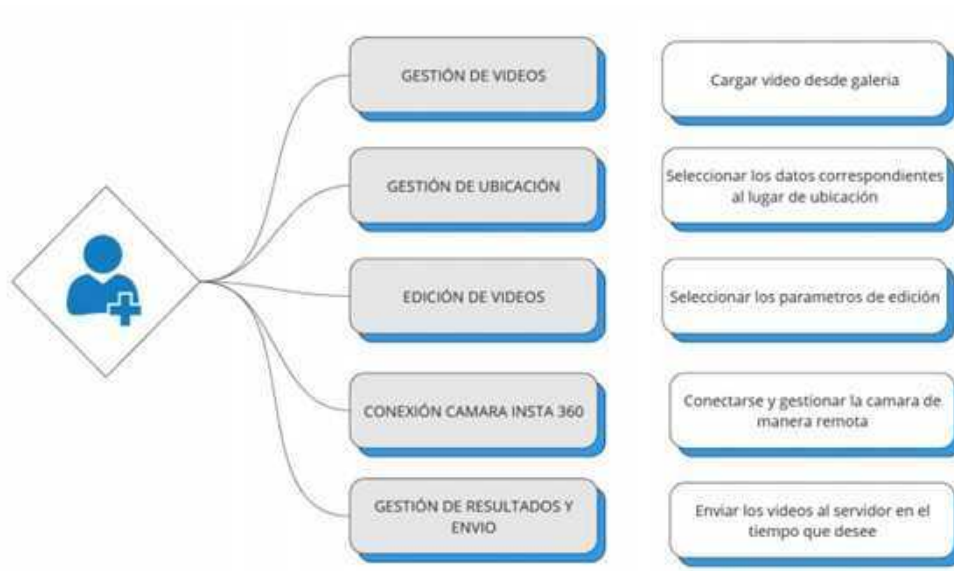 GESTIÓN DE VIDEOS
Cargar video desde galeria
GESTIÓN DE UBICACIÓN
Seleccionar los datos correspondientes
al lugar de ubicación
EDICIÓN DE VIDEOS
Seleccionar los parametros de edición
CONEXIÓN CAMARA INSTA 360
Conectarse y gestionar la camara de
manera remota
GESTIÓN DE RESULTADOS Y
ENVIO
Enviar los videos al servidor en el
tiempo que desee